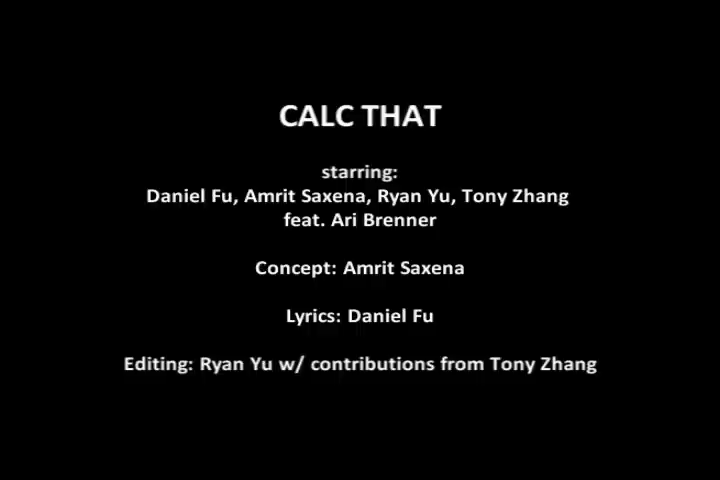 CALC THAT
starring:
Daniel Fu, Amrit Saxena, Ryan Yu, Tony Zhang
feat. Ari Brenner
Concept: Amrit Saxena
Lyrics: Daniel Fu
Editing: Ryan Yu w/ contributions from Tony Zhang